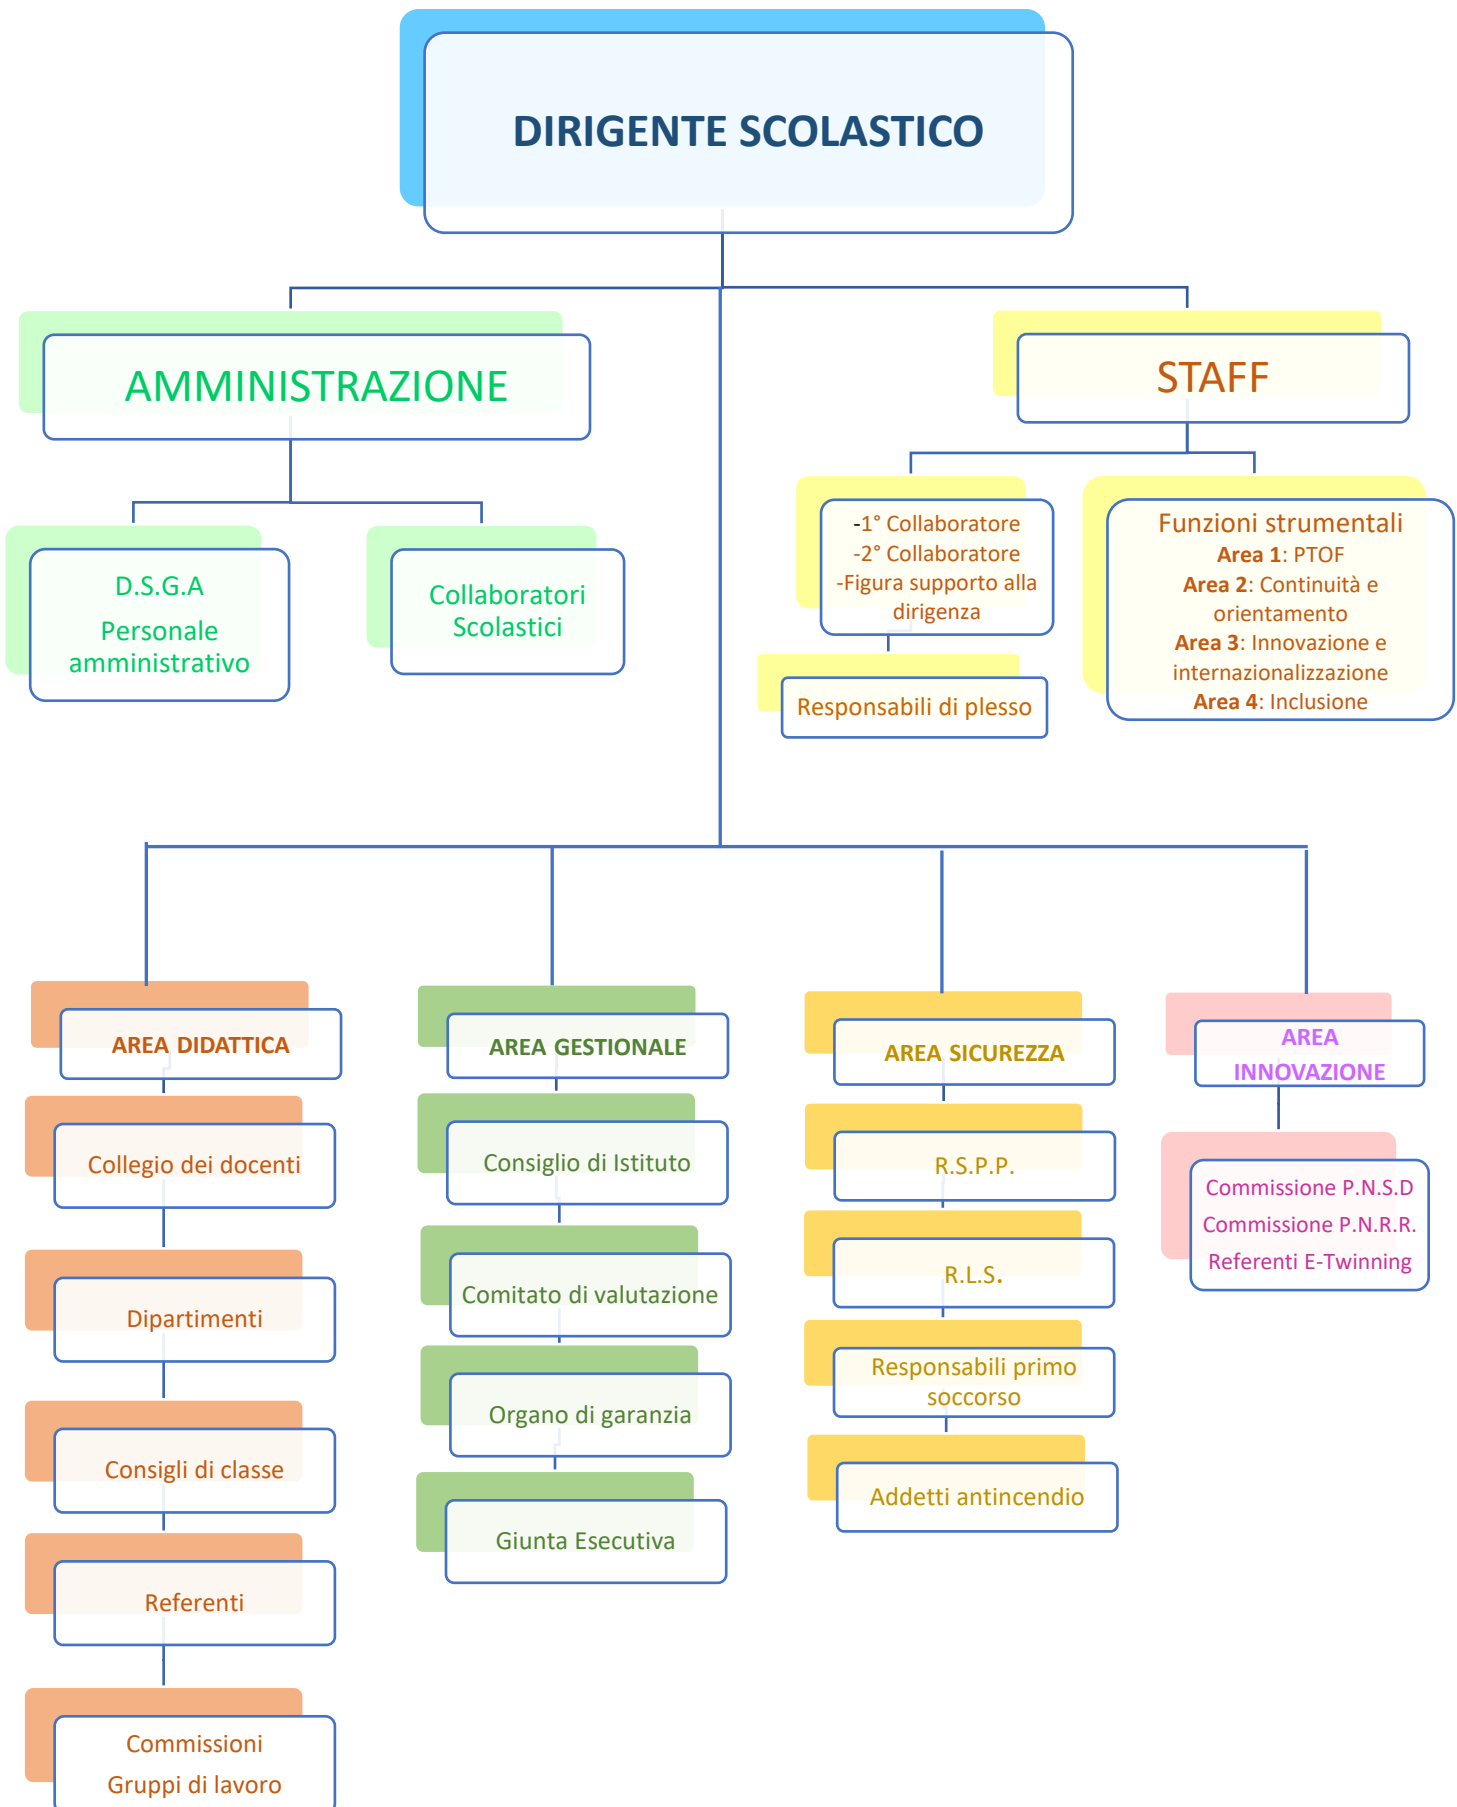 DIRIGENTE SCOLASTICO
AMMINISTRAZIONE
STAFF
D.S.G.A
Personale
amministrativo
Collaboratori
Scolastici
-1° Collaboratore
-2° Collaboratore
-Figura supporto alla
dirigenza
Responsabili di plesso
Funzioni strumentali
Area 1: PTOF
Area 2: Continuità e
orientamento
Area 3: Innovazione e
internazionalizzazione
Area 4: Inclusione
AREA DIDATTICA
Collegio dei docenti
Dipartimenti
Consigli di classe
Referenti
Commissioni
Gruppi di lavoro
AREA GESTIONALE
Consiglio di Istituto
Comitato di valutazione
Organo di garanzia
Giunta Esecutiva
AREA SICUREZZA
R.S.P.P.
R.L.S.
Responsabili primo
soccorso
Addetti antincendio
AREA
INNOVAZIONE
Commissione P.N.S.D
Commissione P.N.R.R.
Referenti E-Twinning